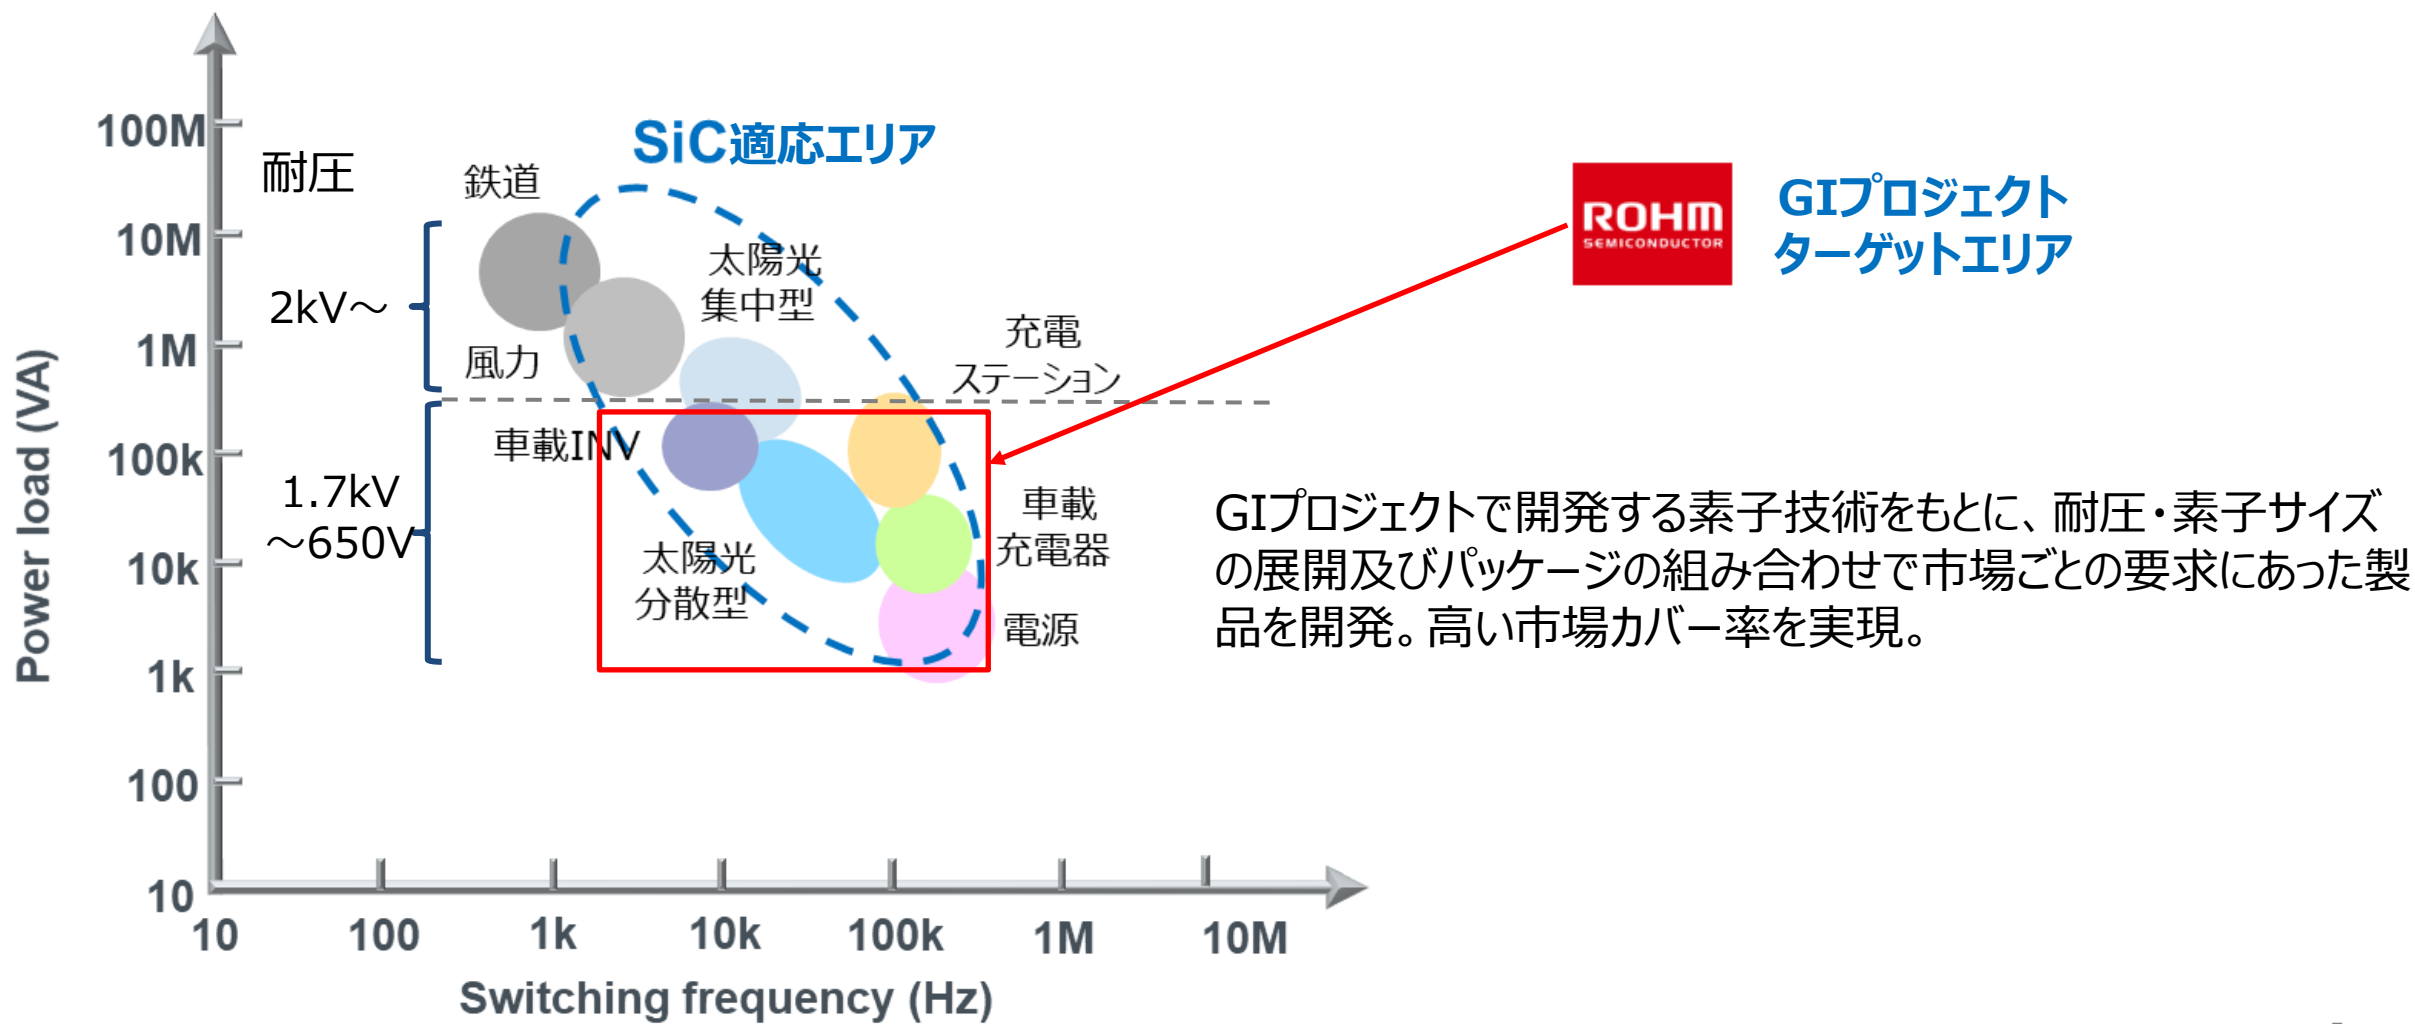 SiC適応エリア
耐圧
鉄道
太陽光
集中型
2kV～
風力
充電
ステーション
車載INV
1.7kV
～650V
太陽光
分散型
車載
充電器
電源
ROHM
SEMICONDUCTOR
GIプロジェクト
ターゲットエリア
GIプロジェクトで開発する素子技術をもとに、耐圧・素子サイズ
の展開及びパッケージの組み合わせで市場ごとの要求にあった製
品を開発。高い市場カバー率を実現。
Power load (VA)
100M
10M
1M
100k
10k
1k
100
10
10
100
1k
10k
100k
1M
10M
Switching frequency (Hz)